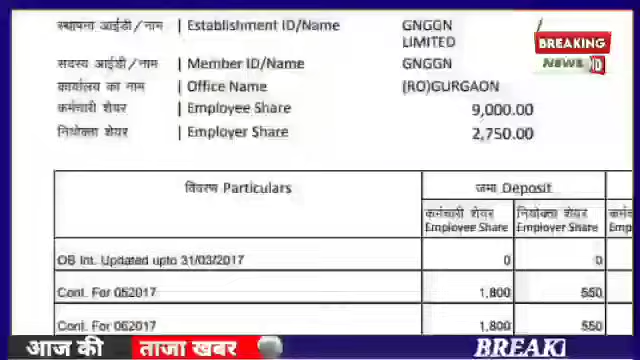 स्थापना आईडी/नाम | Establishment ID/Name GNGGN /
LIMITED
सदस्य आईडी/नाम | Member ID/Name GNGGN
कार्यालय का नाम | Office Name (RO)GURGAON
कर्मचारी शेयर | Employee Share 9,000.00
नियोक्ता शेयर | Employer Share 2,750.00
BREAKING
NEWS
विवरण Particulars जमा Deposit
कर्मचारी शेयर नियोक्ता शेयर
Employee Share Employer Share
OB Int. Updated upto 31/03/2017 0 0
Cont. For 052017 1,800 550
Cont. For 062017 1,800 550
आज की ताजा खबर BREAKI